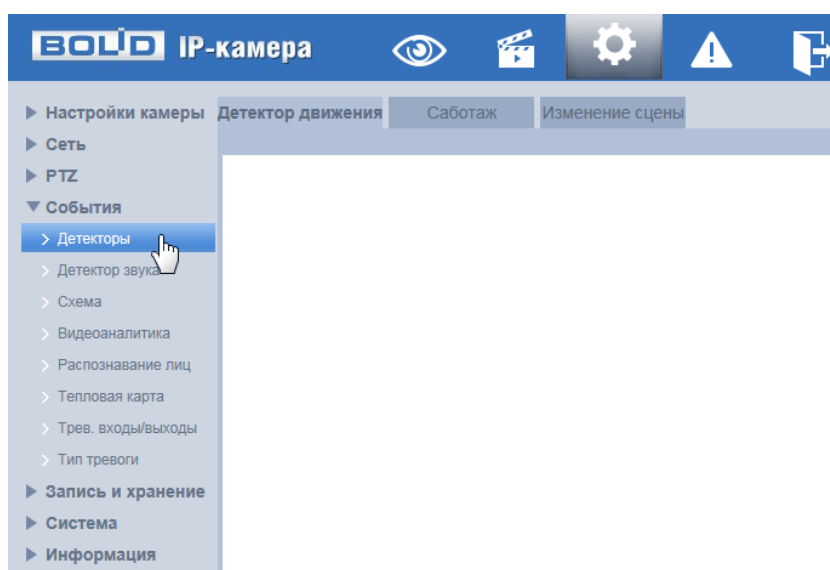 BOLID IP-камера
Настройки камеры
Сеть
PTZ
События
Детекторы
Детектор звука
Схема
Видеоаналитика
Распознавание лиц
Тепловая карта
Трев. входы/выходы
Тип тревоги
Запись и хранение
Система
Информация
Детектор движения Саботаж Изменение сцены